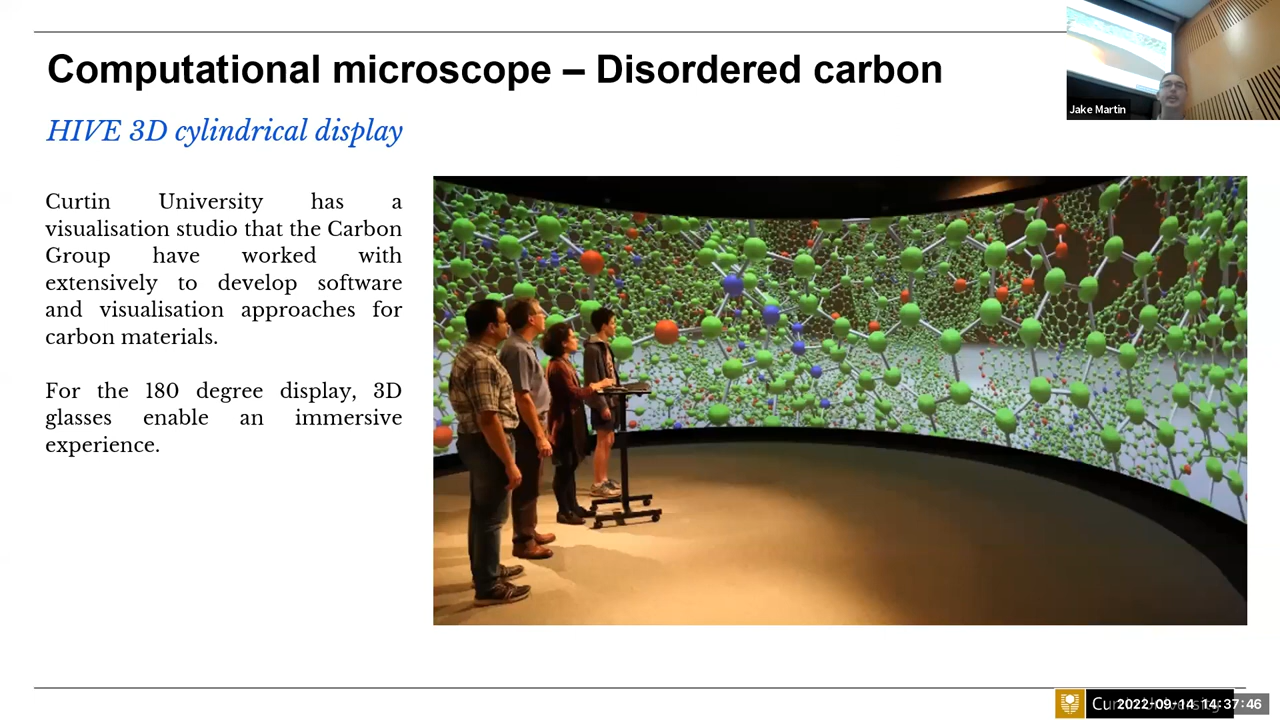 Computational microscope – Disordered carbon
Jake Martin
HIVE 3D cylindrical display
Curtin University has a
visualisation studio that the Carbon
Group have worked with
extensively to develop software
and visualisation approaches for
carbon materials.
For the 180 degree display, 3D
glasses enable an immersive
experience.
2022-09-14 14:37:46